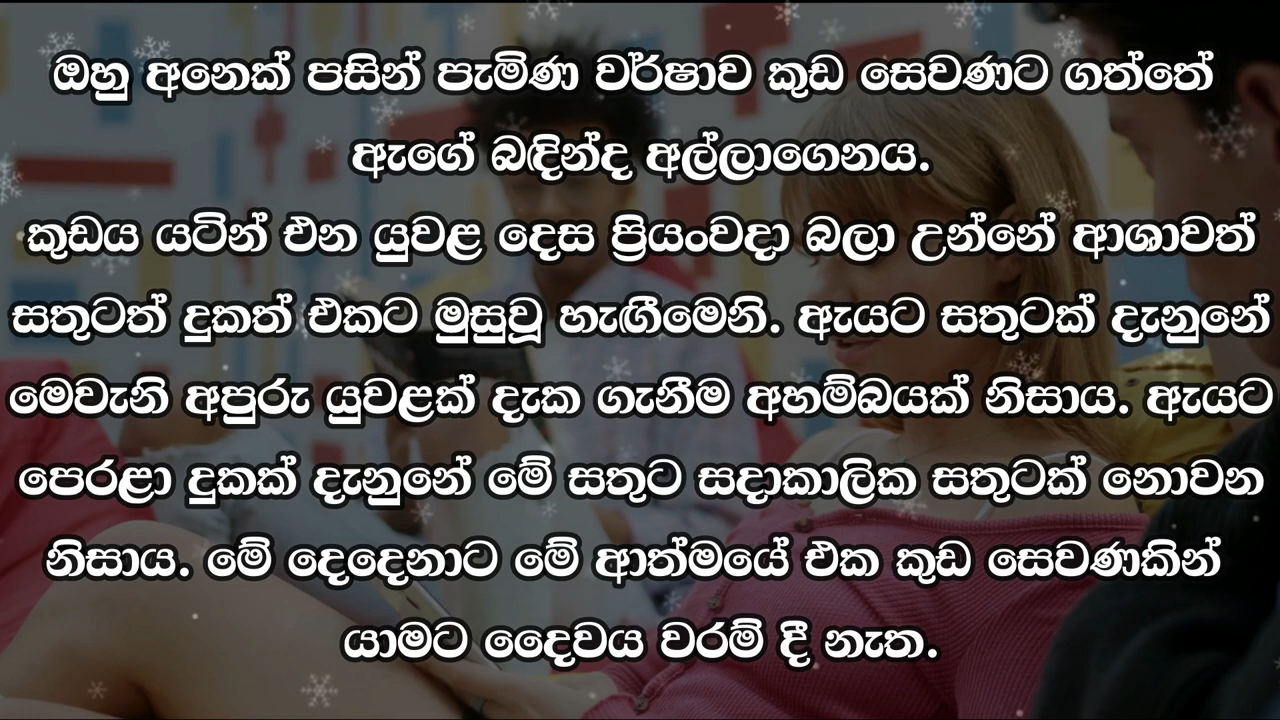 ඔහු අනෙක් පසින් පැමිණ වර්ෂාව කුඩ සෙවණට ගත්තේ
ඇගේ බඳින්ද අල්ලාගෙනය.
කුඩය යටින් එන යුවළ දෙස ප්‍රියංවදා බලා උන්නේ ආශාවත්
සතුටත් දුකත් එකට මුසුවූ හැඟීමෙනි. ඇයට සතුටක් දැනුනේ
මෙවැනි අපුරු යුවළක් දැක ගැනීම අහම්බයක් නිසාය. ඇයට
පෙරළා දුකක් දැනුනේ මේ සතුට සදාකාලික සතුටක් නොවන
නිසාය. මේ දෙදෙනාට මේ ආත්මයේ එක කුඩ සෙවණකින්
යාමට දෛවය වරම් දී නැත.